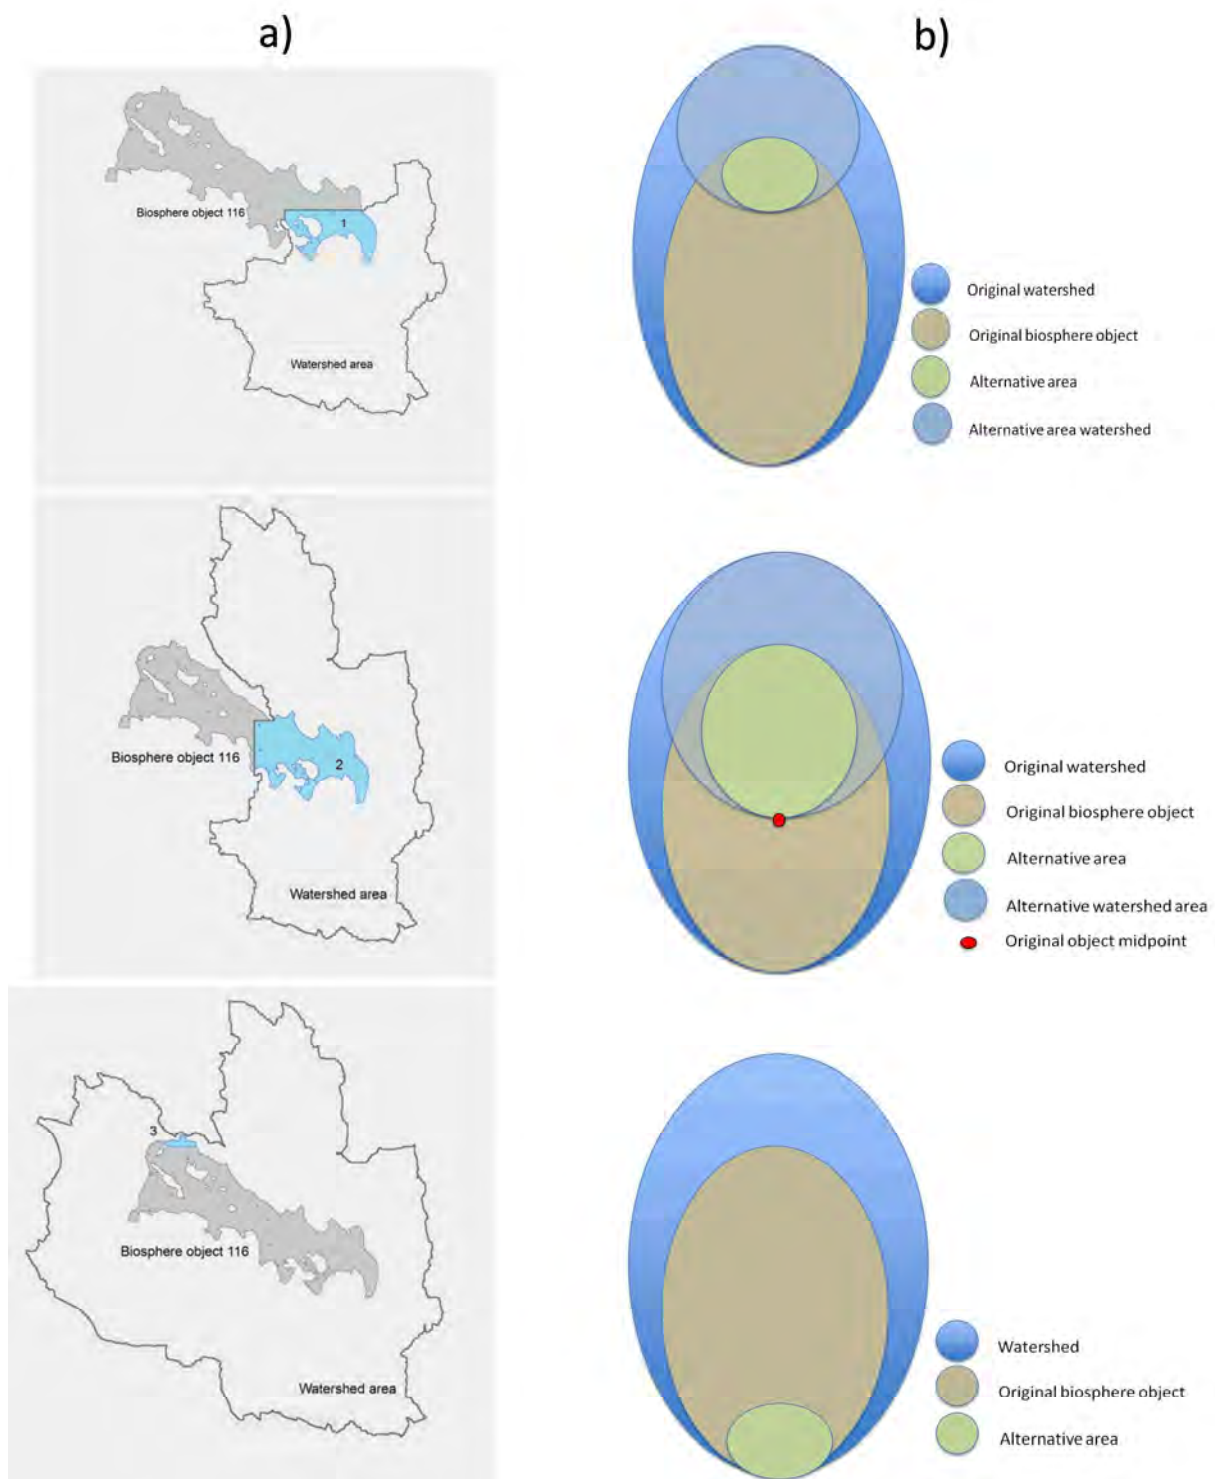 a)
b)
Biosphere object 116
1
Watershed area
Original watershed
Original biosphere object
Alternative area
Alternative area watershed
Biosphere object 116
2
Watershed area
Original watershed
Original biosphere object
Alternative area
Alternative watershed area
Original object midpoint
3
Biosphere object 116
Watershed area
Watershed
Original biosphere object
Alternative area